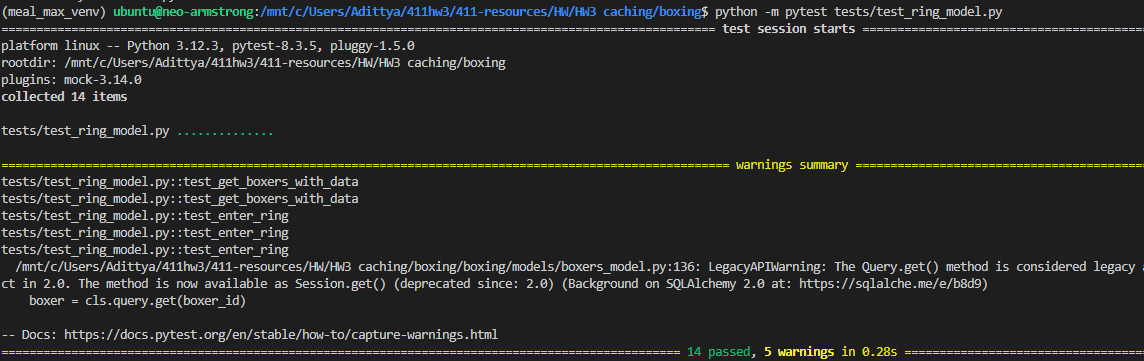 (meal_max_venv) ubuntu@neo-armstrong:/mnt/c/Users/Adittya/411hw3/411-resources/HW/HW3 caching/boxing$ python -m pytest tests/test_ring_model.py
test session starts
platform linux -- Python 3.12.3, pytest-8.3.5, pluggy-1.5.0
rootdir: /mnt/c/Users/Adittya/411hw3/411-resources/HW/HW3 caching/boxing
plugins: mock-3.14.0
collected 14 items
tests/test_ring_model.py ..............
warnings summary
tests/test_ring_model.py::test_get_boxers_with_data
tests/test_ring_model.py::test_get_boxers_with_data
tests/test_ring_model.py::test_enter_ring
tests/test_ring_model.py::test_enter_ring
tests/test_ring_model.py::test_enter_ring
/mnt/c/Users/Adittya/411hw3/411-resources/HW/HW3 caching/boxing/boxing/models/boxers_model.py:136: LegacyAPIWarning: The Query.get() method is considered legacy a
ct in 2.0. The method is now available as Session.get() (deprecated since: 2.0) (Background on SQLAlchemy 2.0 at: https://sqlalche.me/e/b8d9)
boxer = cls.query.get(boxer_id)
-- Docs: https://docs.pytest.org/en/stable/how-to/capture-warnings.html
14 passed, 5 warnings in 0.28s